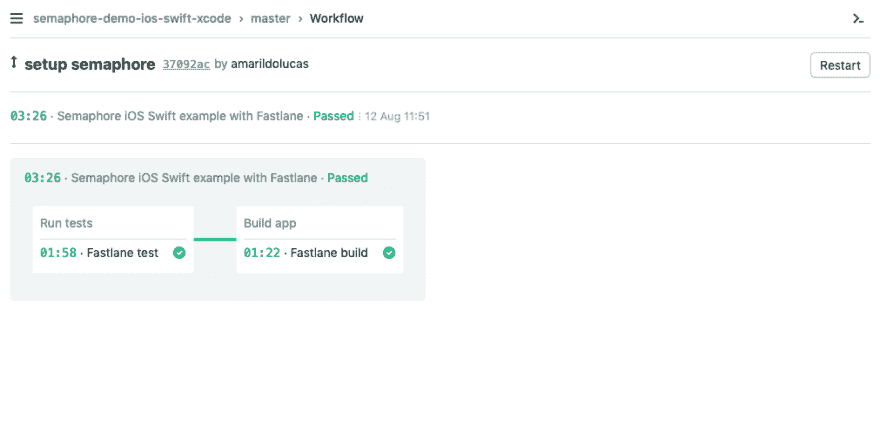 semaphore-demo-ios-swift-xcode › master › Workflow
setup semaphore 37092ac by amarildolucas
Restart
03:26 · Semaphore iOS Swift example with Fastlane · Passed ⁝ 12 Aug 11:51
03:26 · Semaphore iOS Swift example with Fastlane · Passed
Run tests
01:58 · Fastlane test
Build app
01:22 · Fastlane build